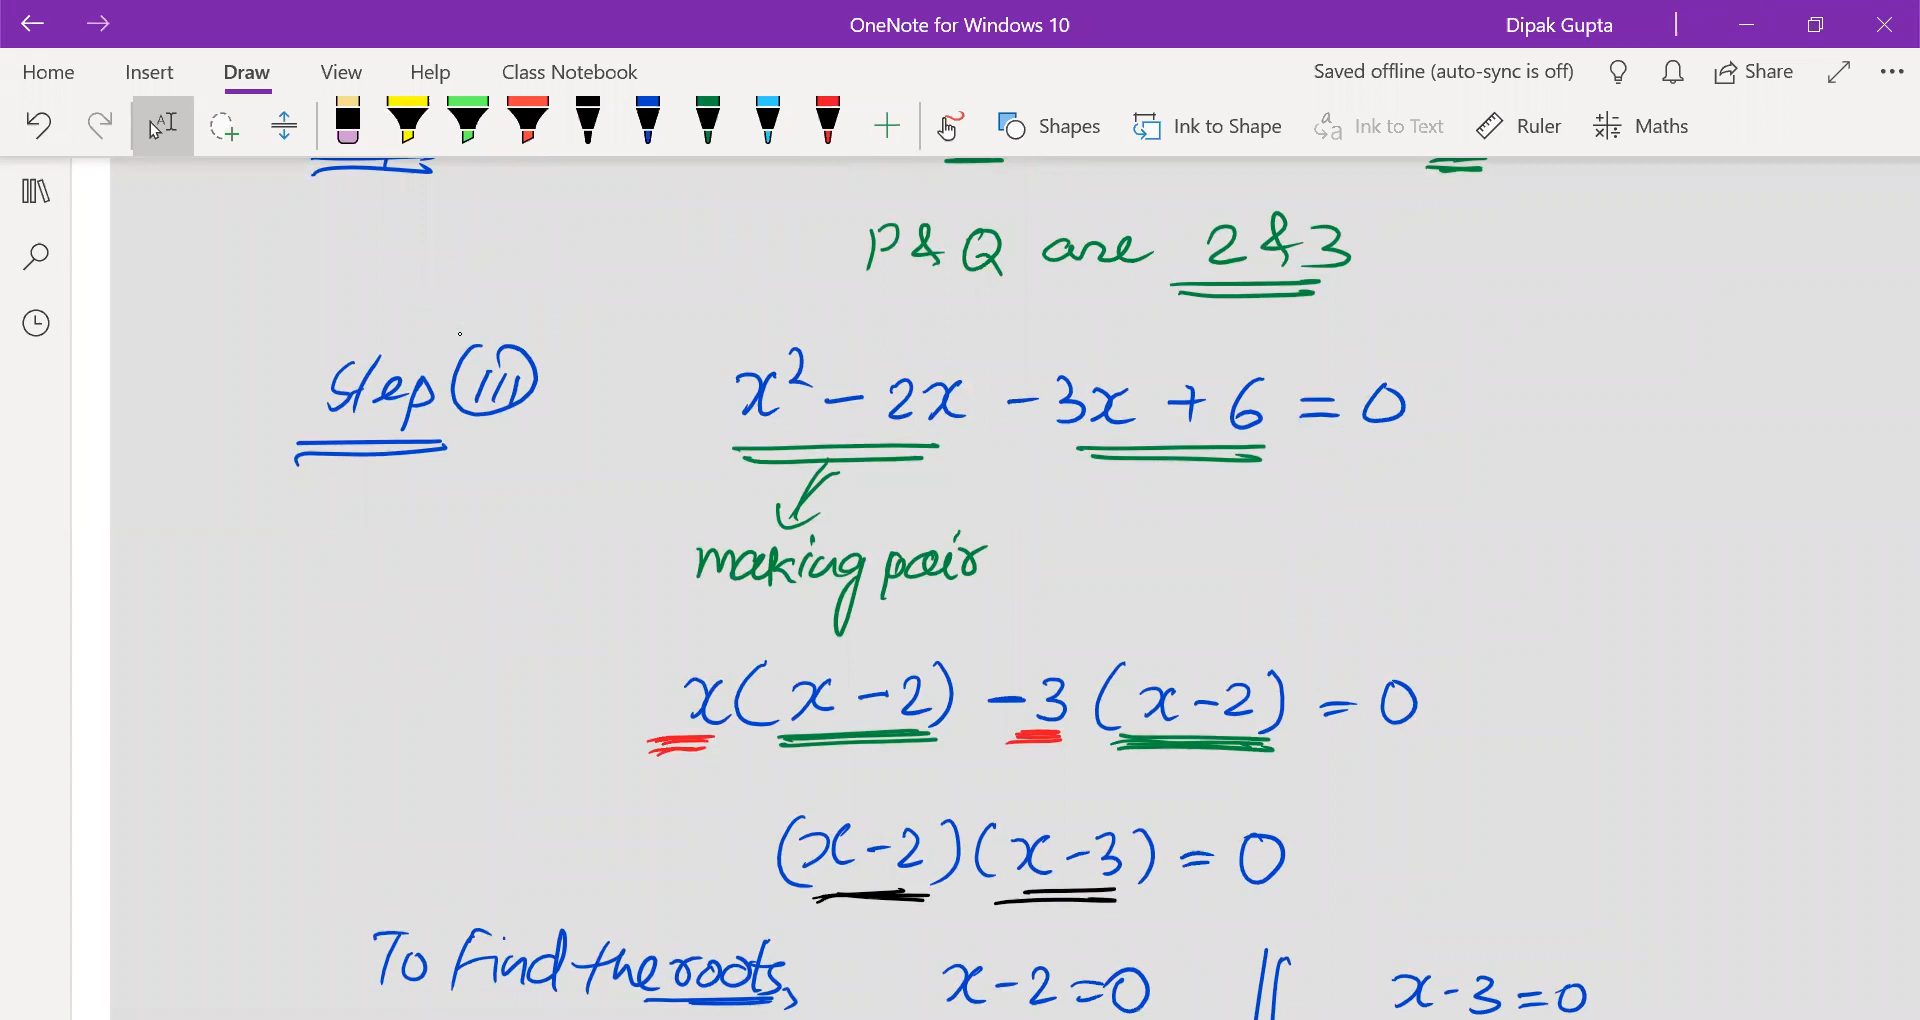 OneNote for Windows 10
Dipak Gupta
Home Insert Draw View Help Class Notebook
Saved offline (auto-sync is off) Share
Shapes Ink to Shape Ink to Text Ruler Maths
P & Q are 2 & 3
Step (iii) x² - 2x - 3x + 6 = 0
making pair
x(x-2) -3(x-2) = 0
(x-2)(x-3) = 0
To find the roots, x-2=0 || x-3=0